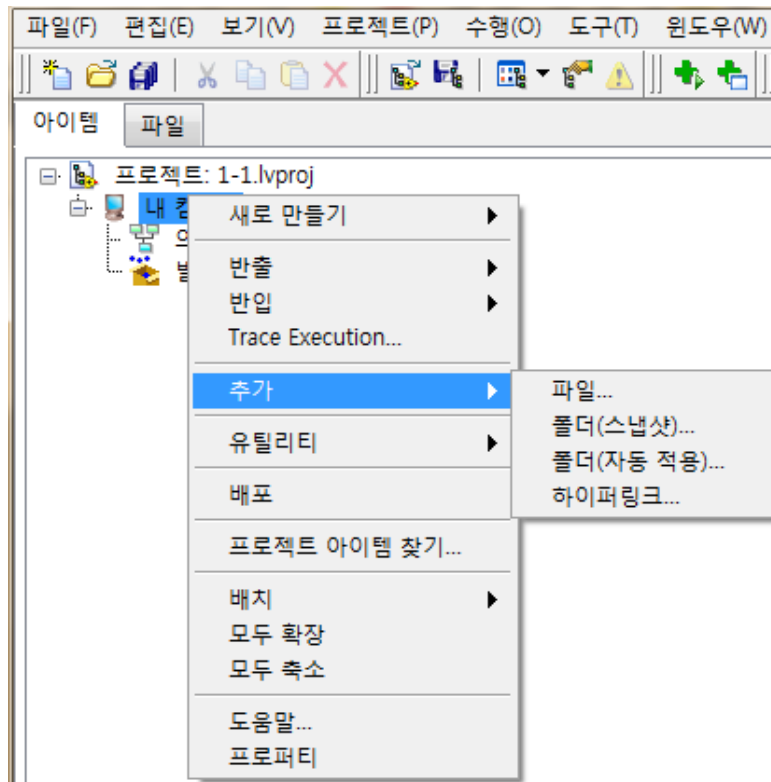 파일(F) 편집(E) 보기(V) 프로젝트(P) 수행(O) 도구(T) 윈도우(W)
아이템 파일
프로젝트: 1-1.lvproj
내
새로 만들기
반출
반입
Trace Execution...
추가
유틸리티
배포
프로젝트 아이템 찾기...
배치
모두 확장
모두 축소
도움말...
프로퍼티
파일...
폴더(스냅샷)...
폴더(자동 적용)...
하이퍼링크...